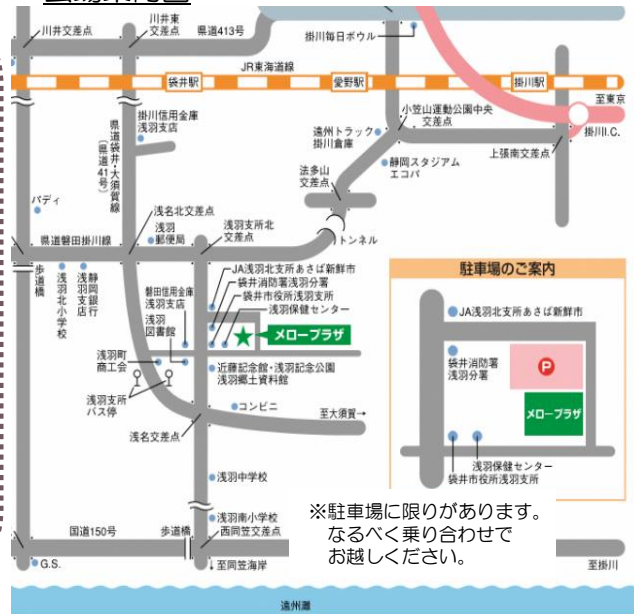 会場案内図
川井交差点
川井東
交差点
県道413号
掛川毎日ボウル
JR東海道線
袋井駅
愛野駅
掛川駅
至東京
掛川I.C.
掛川信用金庫
浅羽支店
県道袋井・大須賀線
(県道41号)
小笠山運動公園中央
交差点
遠州トラック
掛川倉庫
上張南交差点
静岡スタジアム
エコパ
法多山
交差点
パディ
浅名北交差点
浅羽
郵便局
浅羽支所北
交差点
県道磐田掛川線
トンネル
歩道橋
浅羽北小学校
静岡銀行
浅羽支店
磐田信用金庫
浅羽支店
浅羽
図書館
JA浅羽北支所あさば新鮮市
袋井消防署浅羽分署
袋井市役所浅羽支所
浅羽保健センター
メロープラザ
浅羽町
商工会
近藤記念館・浅羽記念公園
浅羽郷土資料館
浅羽支所
バス停
コンビニ
至大須賀→
浅名交差点
浅羽中学校
浅羽南小学校
国道150号
歩道橋
西同笠交差点
G.S.
↓至同笠海岸
至掛川
遠州灘
駐車場のご案内
JA浅羽北支所あさば新鮮市
袋井消防署
浅羽分署
P
メロープラザ
浅羽保健センター
袋井市役所浅羽支所
※駐車場に限りがあります。
なるべく乗り合わせで
お越しください。